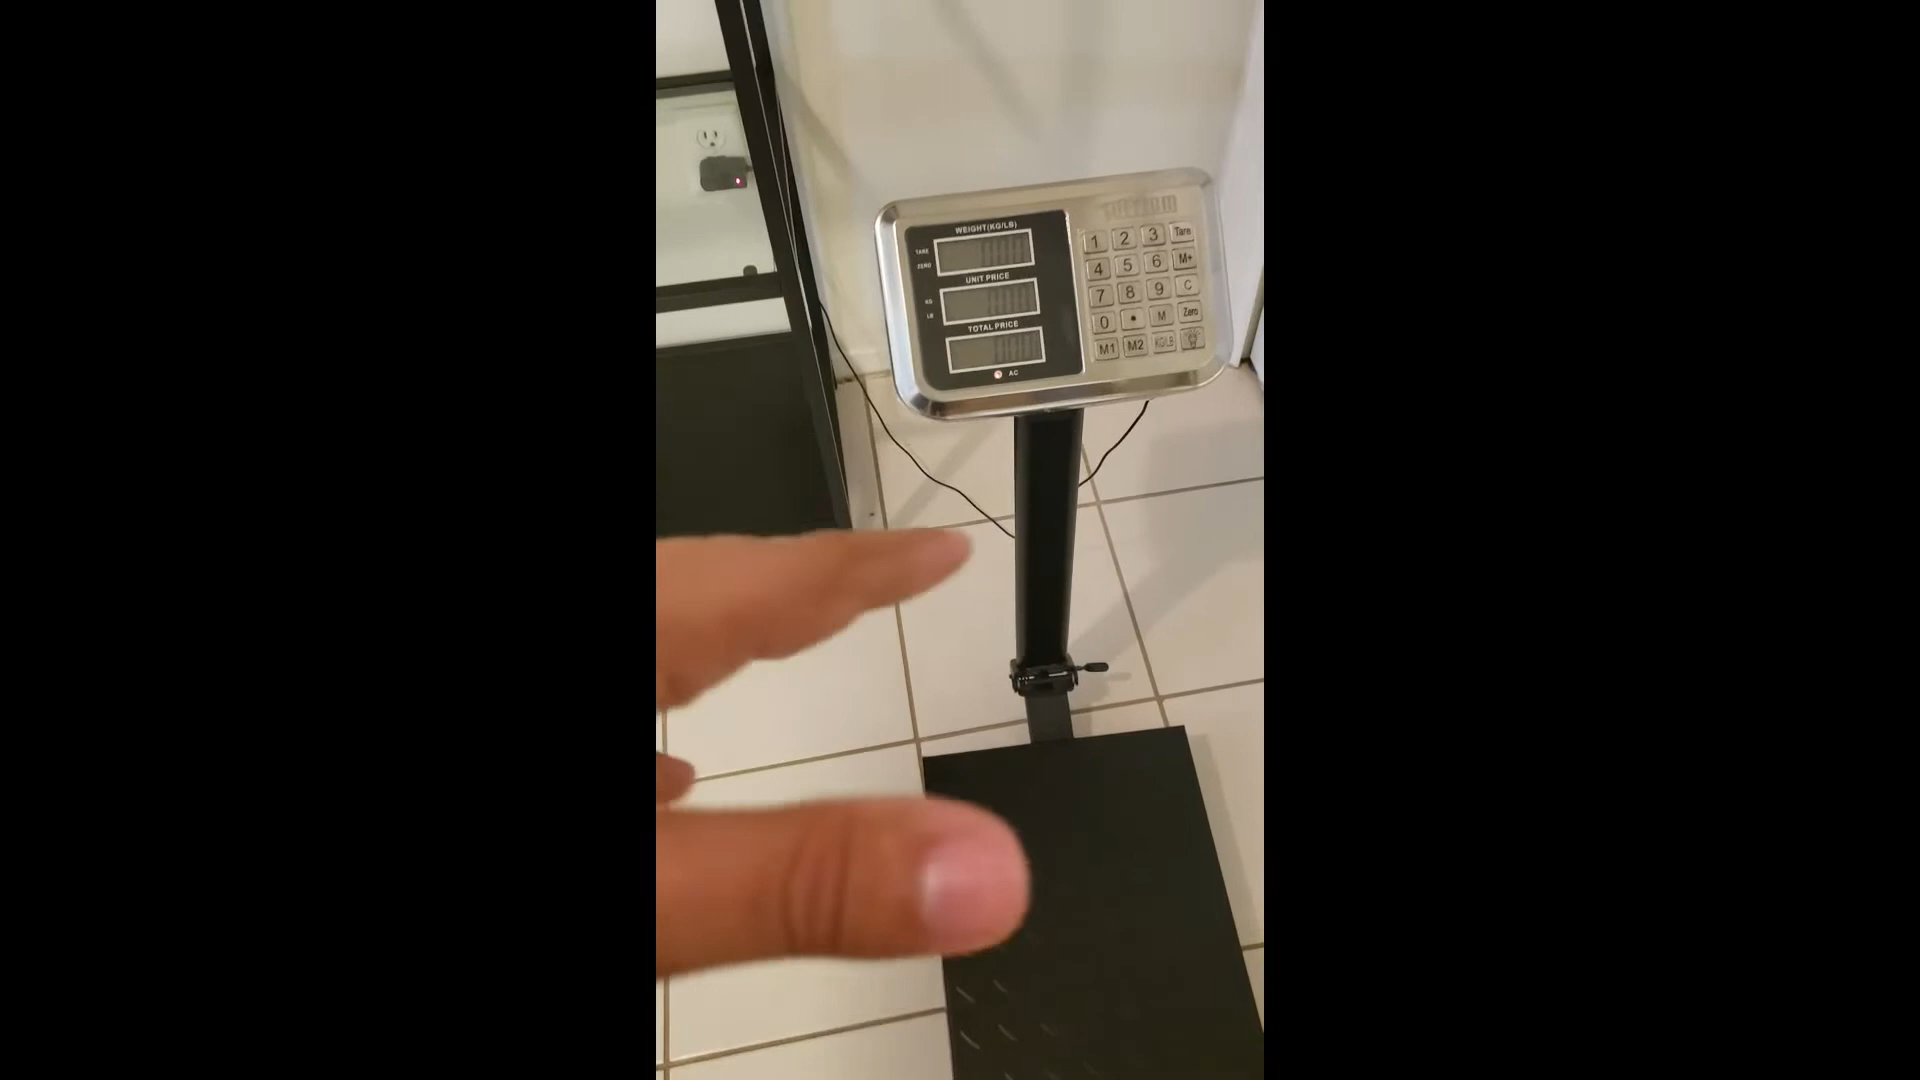 WEIGHT(KG/LB)
TARE
ZERO
UNIT PRICE
KG
LB
TOTAL PRICE
AC
1 2 3 Tare
4 5 6 M+
7 8 9 C
0 • M Zero
M1 M2 KG/LB